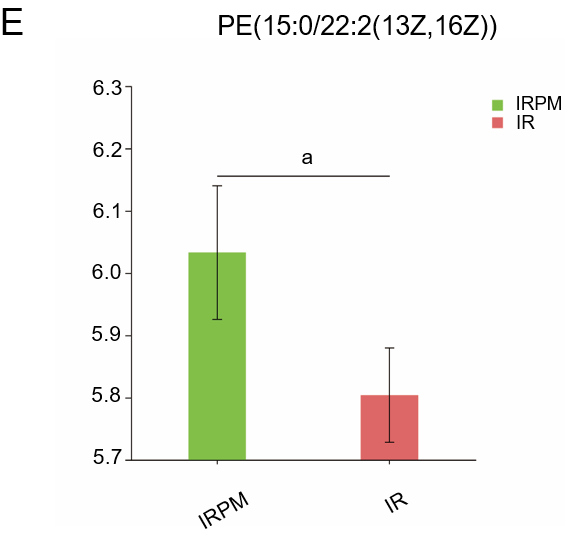 E
PE(15:0/22:2(13Z,16Z))
6.3
6.2
6.1
6.0
5.9
5.8
5.7
a
IRPM
IR
IRPM
IR